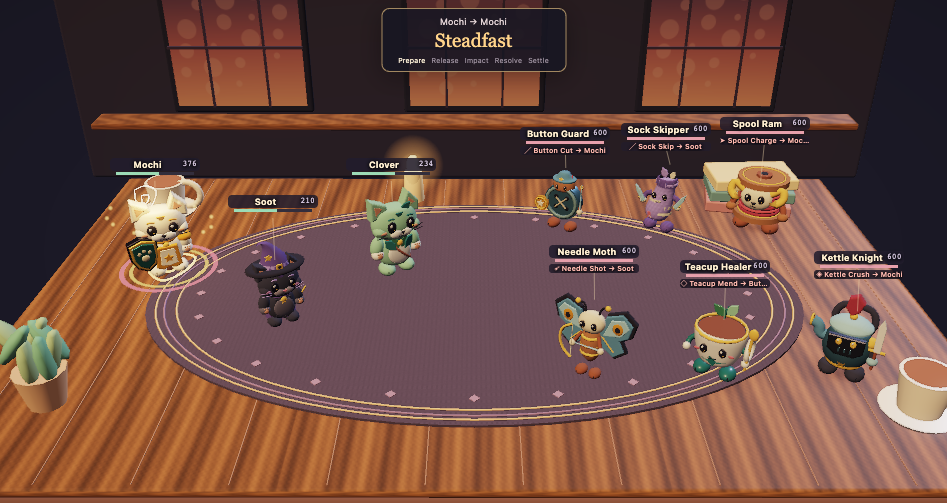 Mochi → Mochi
Steadfast
Prepare Release Impact Resolve Settle
Mochi 376
Clover 234
Soot 210
Button Guard 600
Button Cut → Mochi
Sock Skipper 600
Sock Skip → Soot
Spool Ram 600
Spool Charge → Moc...
Needle Moth 600
Needle Shot → Soot
Teacup Healer 600
Teacup Mend → But...
Kettle Knight 600
Kettle Crush → Mochi